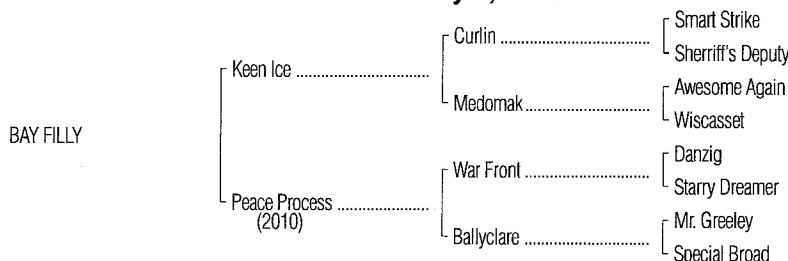 Smart Strike
Curlin ........................................
Sherriff's Deputy
Keen Ice ...................................
Awesome Again
Medomak .................................
Wiscasset
BAY FILLY
Danzig
War Front .................................
Starry Dreamer
Peace Process ........................
(2010)
Mr. Greeley
Ballyclare .................................
Special Broad